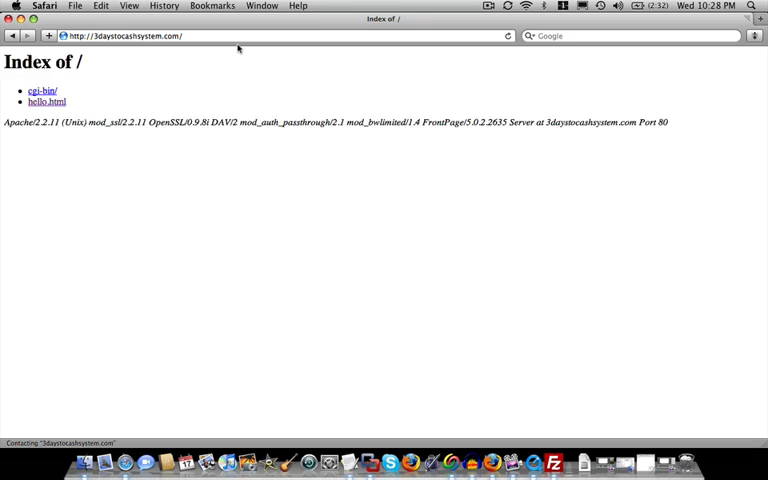 Safari File Edit View History Bookmarks Window Help (2:32) Wed 10:28 PM
Index of /
http://3daystocashsystem.com/ Google
Index of /
cgi-bin/
hello.html
Apache/2.2.11 (Unix) mod_ssl/2.2.11 OpenSSL/0.9.8i DAV/2 mod_auth_passthrough/2.1 mod_bwlimited/1.4 FrontPage/5.0.2.2635 Server at 3daystocashsystem.com Port 80
Contacting "3daystocashsystem.com"
17